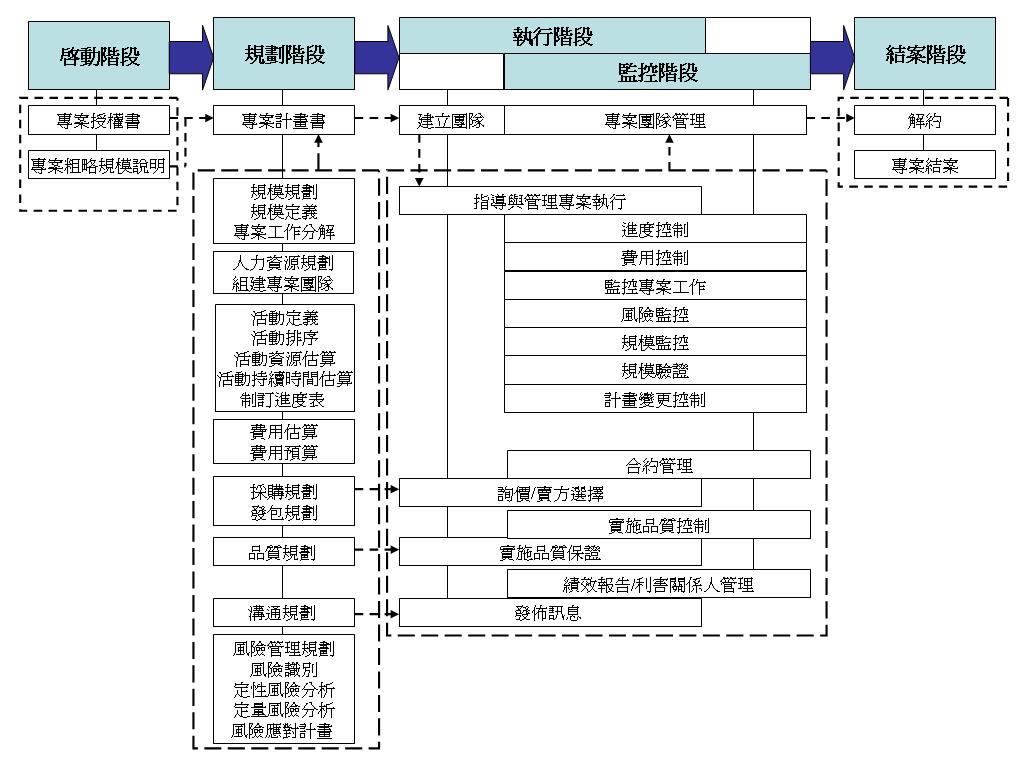 啓動階段
規劃階段
執行階段
監控階段
結案階段
專案授權書
專案粗略規模說明
專案計畫書
建立團隊
專案團隊管理
解約
專案結案
規模規劃
規模定義
專案工作分解
人力資源規劃
組建專案團隊
活動定義
活動排序
活動資源估算
活動持續時間估算
制訂進度表
費用估算
費用預算
採購規劃
發包規劃
品質規劃
溝通規劃
風險管理規劃
風險識別
定性風險分析
定量風險分析
風險應對計畫
指導與管理專案執行
進度控制
費用控制
監控專案工作
風險監控
規模監控
規模驗證
計畫變更控制
合約管理
詢價/賣方選擇
實施品質控制
實施品質保證
績效報告/利害關係人管理
發佈訊息